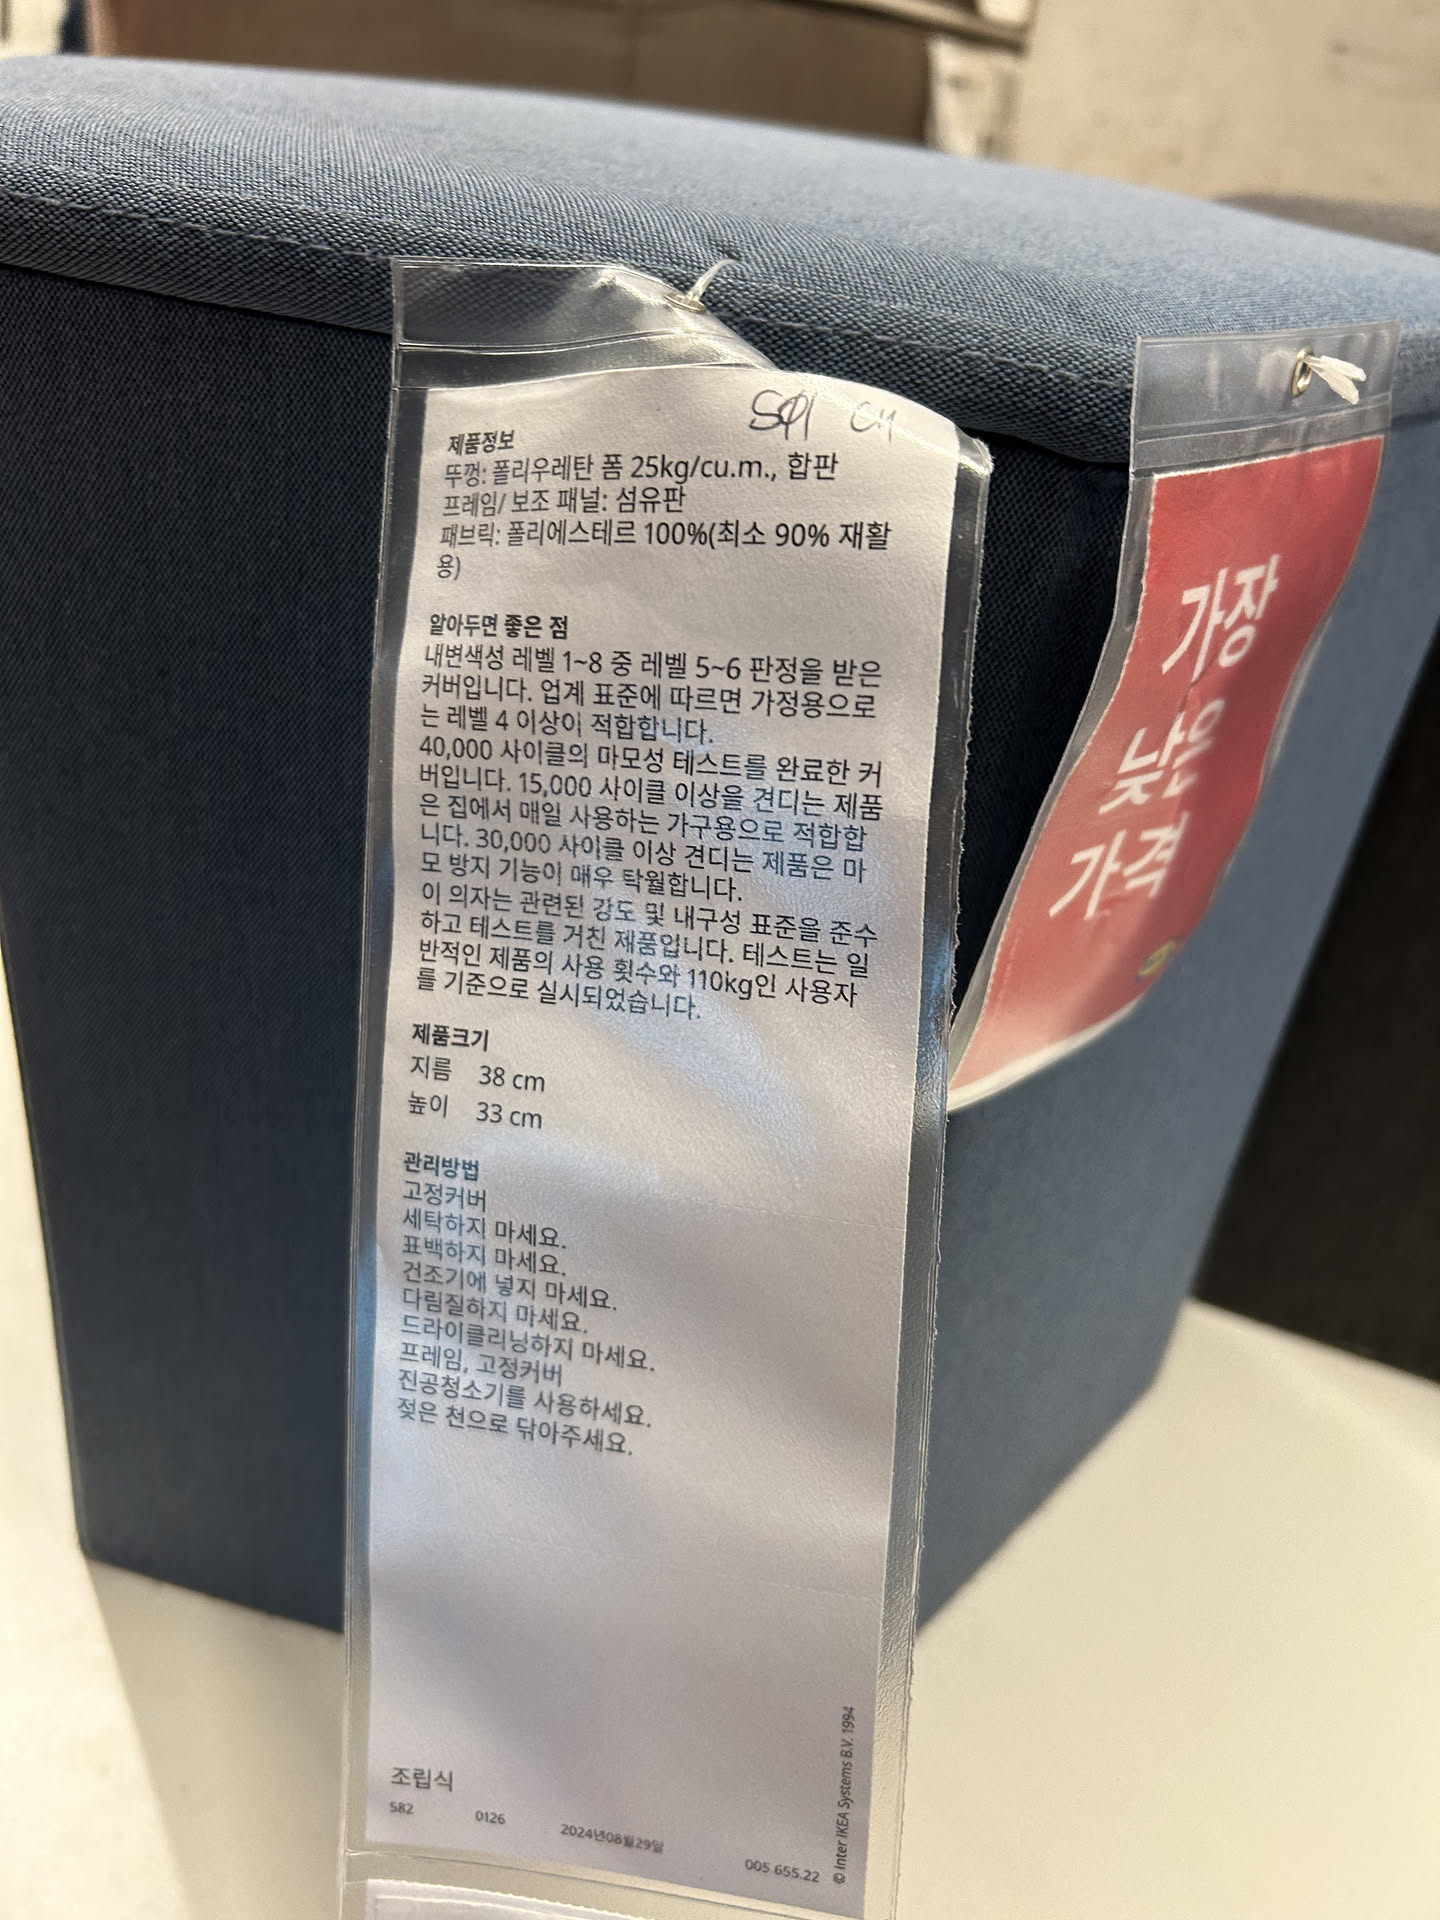 제품정보
뚜껑: 폴리우레탄 폼 25kg/cu.m., 합판
프레임/ 보조 패널: 섬유판
패브릭: 폴리에스테르 100%(최소 90% 재활
용)
알아두면 좋은 점
내변색성 레벨 1~8 중 레벨 5~6 판정을 받은
커버입니다. 업계 표준에 따르면 가정용으로
는 레벨 4 이상이 적합합니다.
40,000 사이클의 마모성 테스트를 완료한 커
버입니다. 15,000 사이클 이상을 견디는 제품
은 집에서 매일 사용하는 가구용으로 적합합
니다. 30,000 사이클 이상 견디는 제품은 마
모 방지 기능이 매우 탁월합니다.
이 의자는 관련된 강도 및 내구성 표준을 준수
하고 테스트를 거친 제품입니다. 테스트는 일
반적인 제품의 사용 횟수와 110kg인 사용자
를 기준으로 실시되었습니다.
제품크기
지름 38 cm
높이 33 cm
관리방법
고정커버
세탁하지 마세요.
표백하지 마세요.
건조기에 넣지 마세요.
다림질하지 마세요.
드라이클리닝하지 마세요.
프레임, 고정커버
진공청소기를 사용하세요.
젖은 천으로 닦아주세요.
조립식
582 0126 2024년08월29일 005.655.22
© Inter IKEA Systems B.V. 1994
가장
낮은
가격